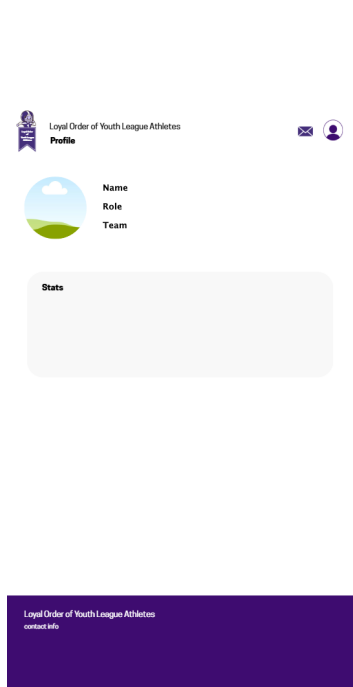 Loyal Order of Youth League Athletes
Profile
Name
Role
Team
Stats
Loyal Order of Youth League Athletes
contact info